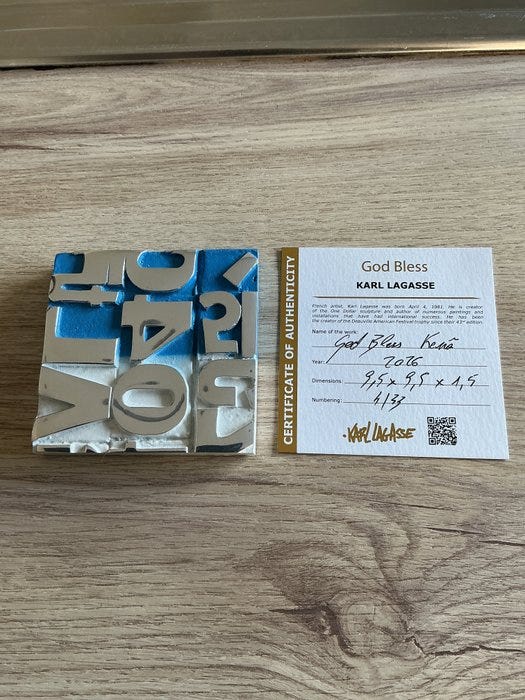 CERTIFICATE OF AUTHENTICITY
God Bless
KARL LAGASSE
French artist, Karl Lagasse was born April 4, 1981. He is creator
of the One Dollar sculpture and author of numerous paintings and
installations that have had international success. He has been
the creator of the Deauville American Festival trophy since their 43rd edition.
Name of the work: God Bless
Year: 2026
Dimensions 9,5 x 9,5 x 1,5
Numbering: 4/33
.KARL LAGASSE